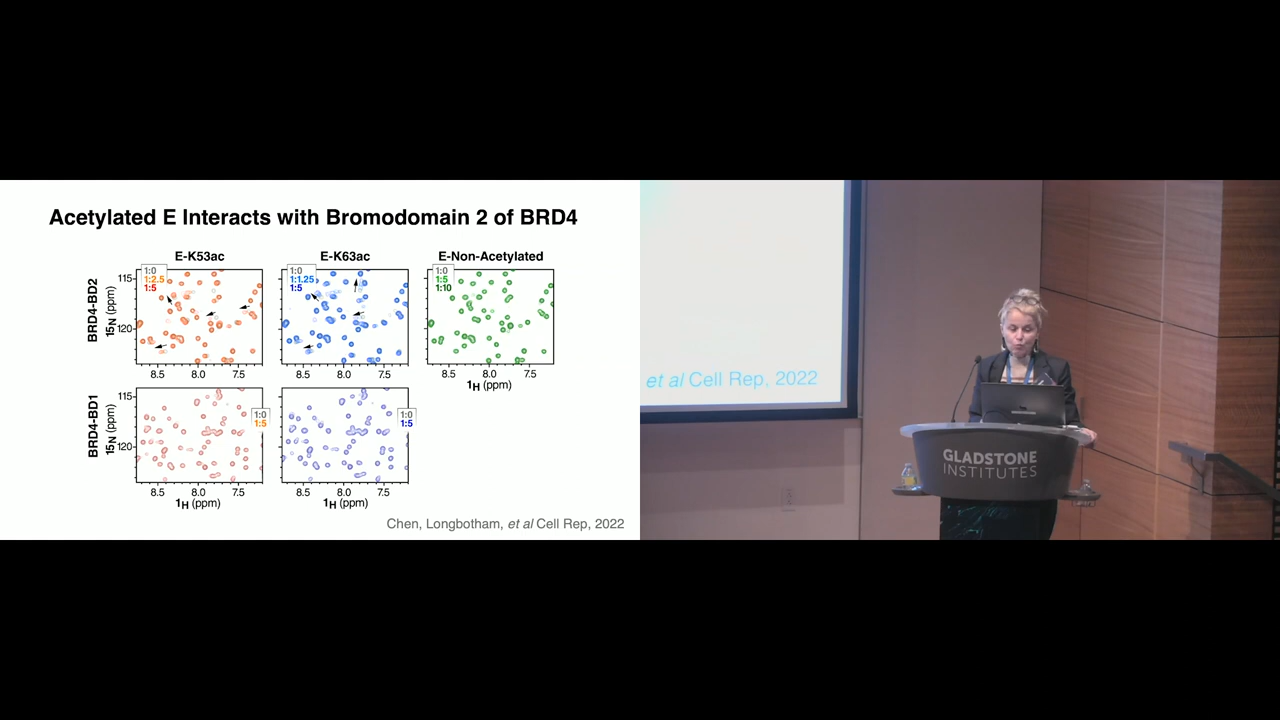 Acetylated E Interacts with Bromodomain 2 of BRD4
E-K53ac
E-K63ac
E-Non-Acetylated
BRD4-BD2
15N (ppm)
115
120
1:0
1:2.5
1:5
1:0
1:1.25
1:5
1:0
1:5
1:10
8.5 8.0 7.5
8.5 8.0 7.5
8.5 8.0 7.5
1H (ppm)
BRD4-BD1
15N (ppm)
115
120
1:0
1:5
1:0
1:5
8.5 8.0 7.5
8.5 8.0 7.5
1H (ppm)
1H (ppm)
Chen, Longbotham, et al Cell Rep, 2022
et al Cell Rep, 2022
GLADSTONE
INSTITUTES